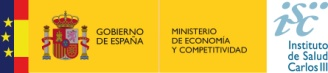 GOBIERNO
DE ESPAÑA
MINISTERIO
DE ECONOMÍA
Y COMPETITIVIDAD
isc
Instituto
de Salud
Carlos III